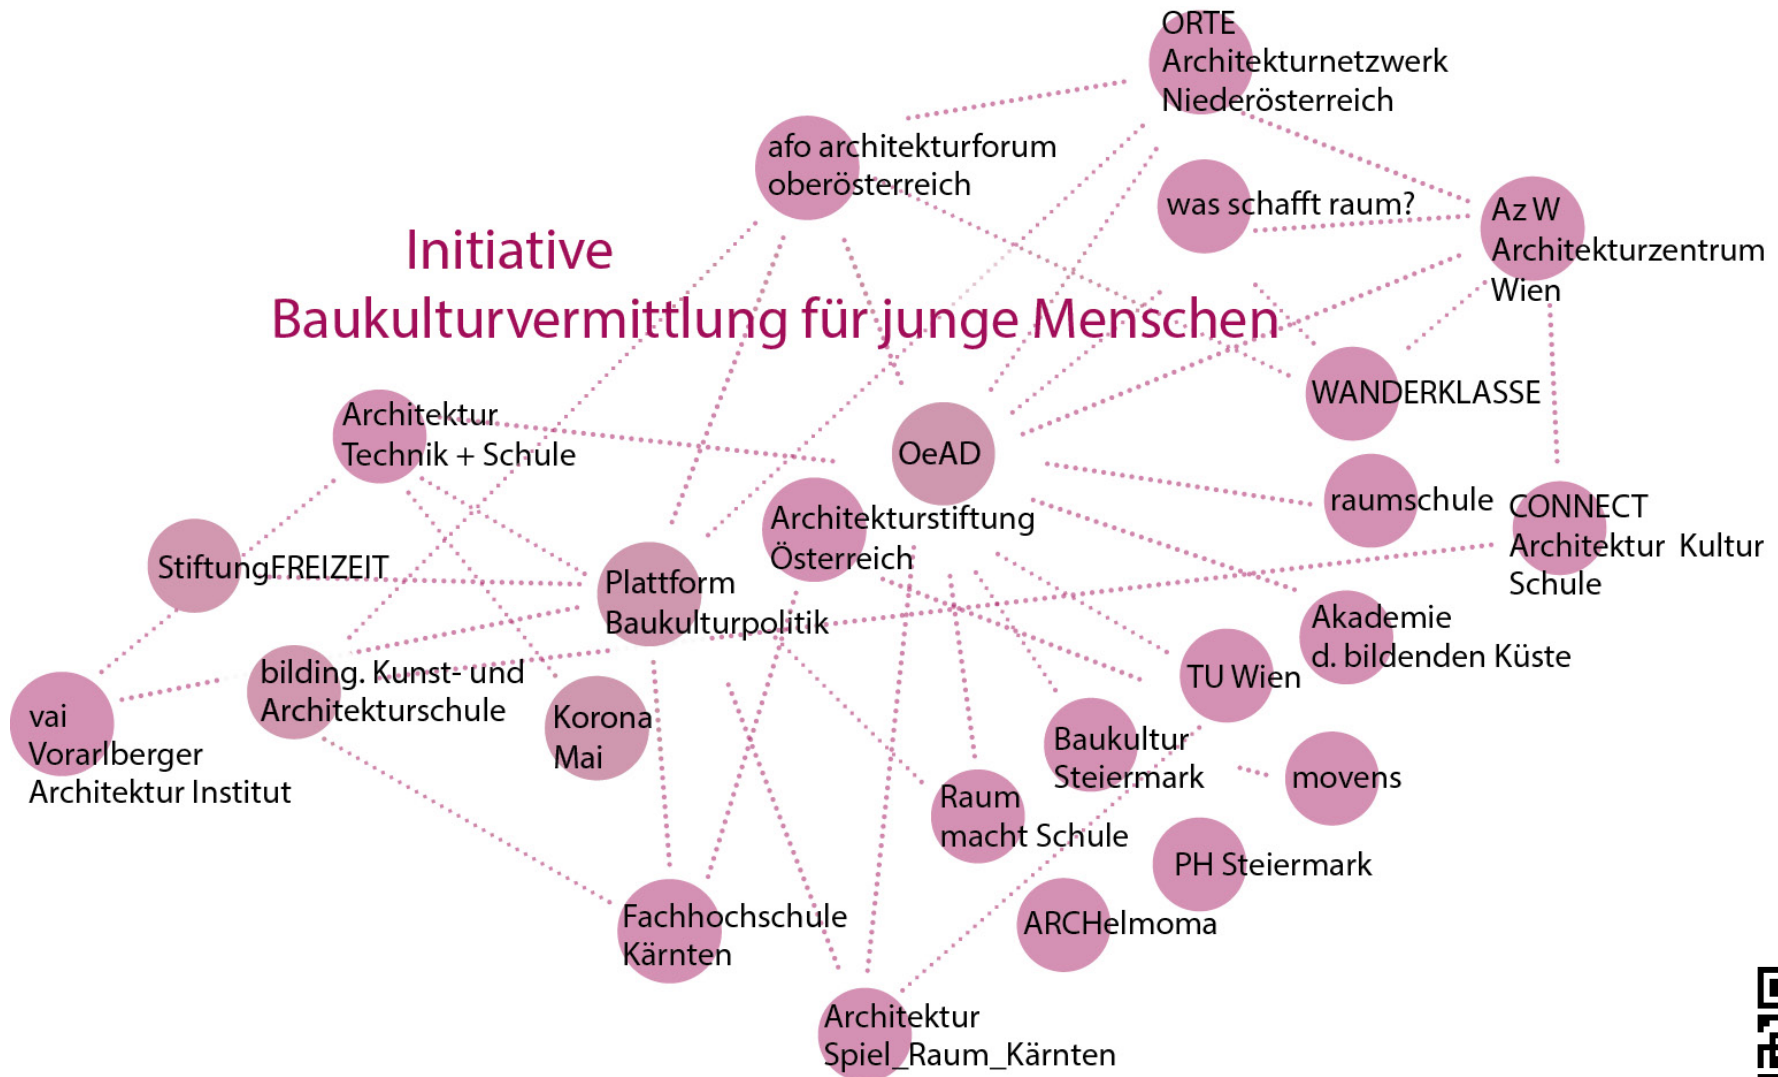 ORTE
Architekturnetzwerk
Niederösterreich
afo architekturforum
oberösterreich
was schafft raum?
Az W
Architekturzentrum
Wien
Initiative
Baukulturvermittlung für junge Menschen
WANDERKLASSE
Architektur
Technik + Schule
OeAD
raumschule
CONNECT
Architektur Kultur
Schule
Architekturstiftung
Österreich
StiftungFREIZEIT
Plattform
Baukulturpolitik
Akademie
d. bildenden Küste
TU Wien
bilding. Kunst- und
Architekturschule
vai
Vorarlberger
Architektur Institut
Korona
Mai
Baukultur
Steiermark
movens
Raum
macht Schule
PH Steiermark
Fachhochschule
Kärnten
ARCHelmoma
Architektur
Spiel_Raum_Kärnten